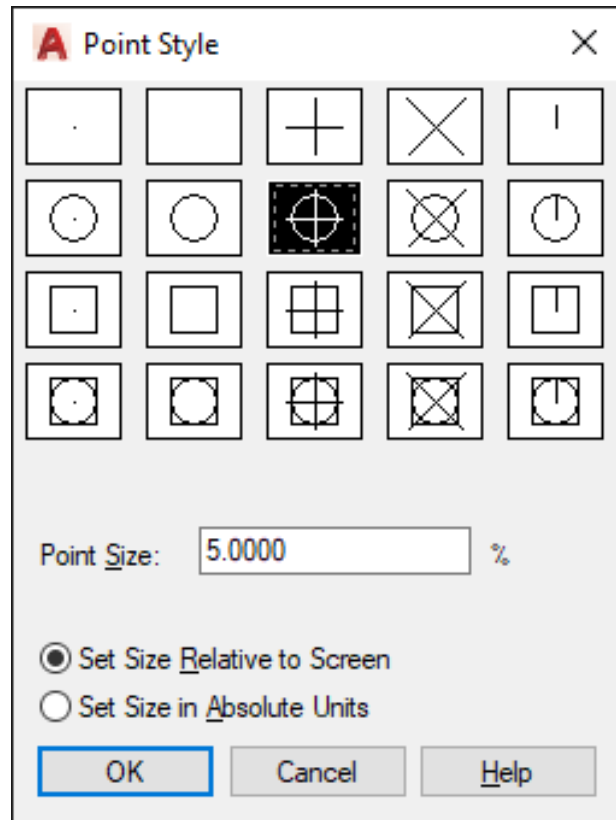 Point Style
Point Size: 5.0000 %
Set Size Relative to Screen
Set Size in Absolute Units
OK Cancel Help